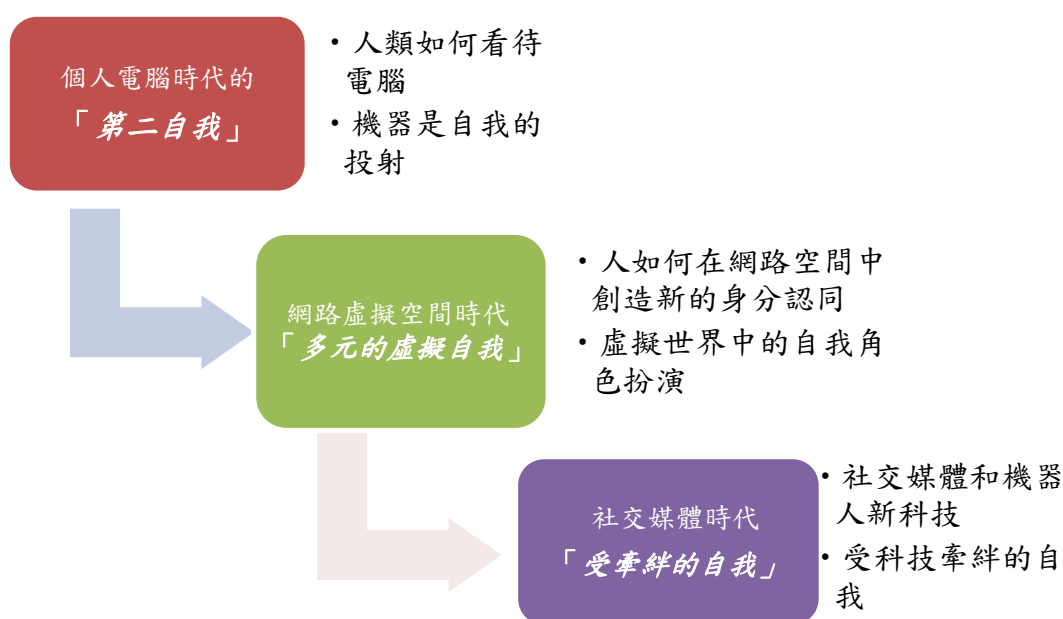 個人電腦時代的
「第二自我」
・人類如何看待
電腦
・機器是自我的
投射
網路虛擬空間時代
「多元的虛擬自我」
・人如何在網路空間中
創造新的身分認同
・虛擬世界中的自我角
色扮演
社交媒體時代
「受牽絆的自我」
・社交媒體和機器
人新科技
・受科技牽絆的自
我